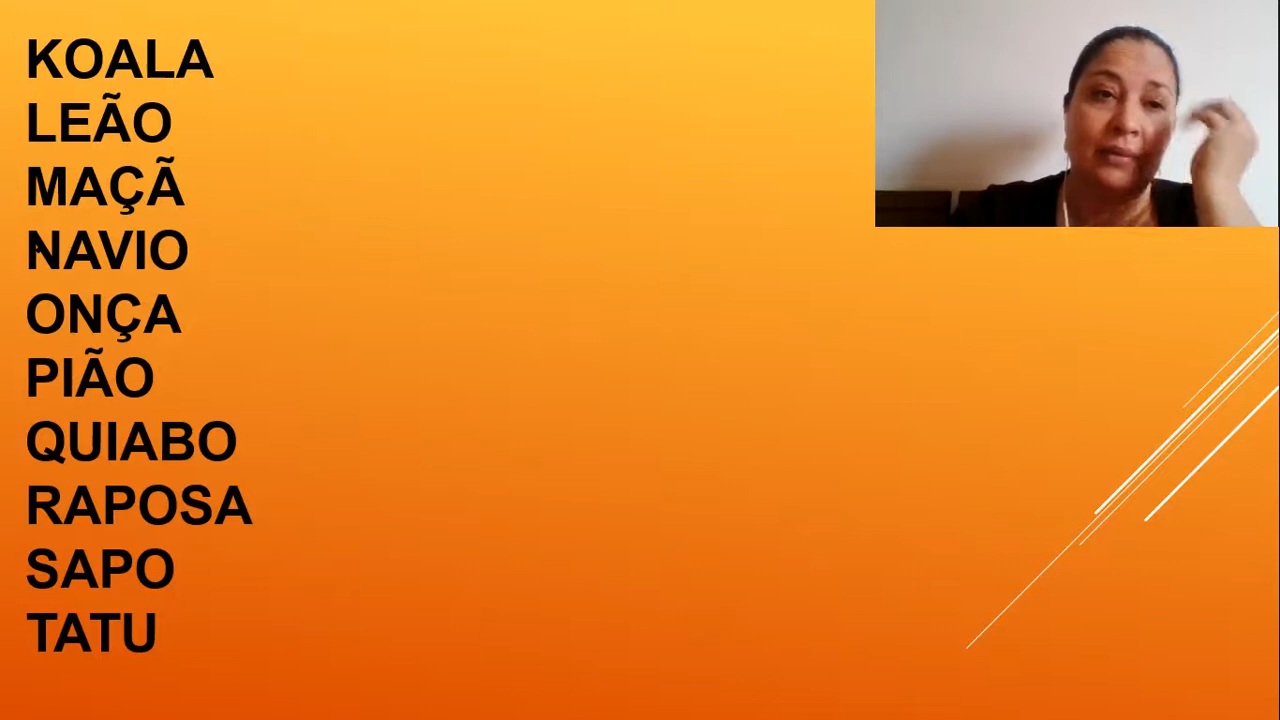 KOALA
LEÃO
MAÇÃ
NAVIO
ONÇA
PIÃO
QUIABO
RAPOSA
SAPO
TATU